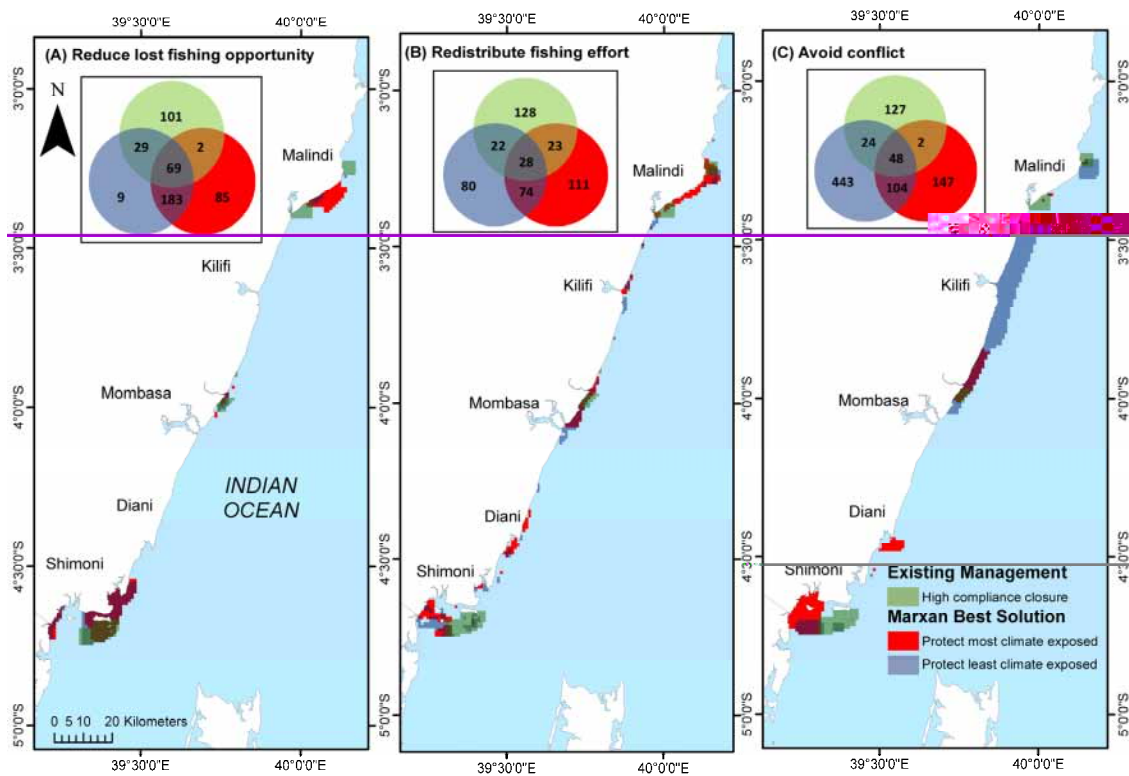 39°30'0"E 40°0'0"E
(A) Reduce lost fishing opportunity
N
101
29
2
69
9
183
85
Malindi
Kilifi
Mombasa
INDIAN
OCEAN
Diani
Shimoni
0 5 10 20 Kilometers
3°0'0"S
3°30'0"S
4°0'0"S
4°30'0"S
5°0'0"S
39°30'0"E 40°0'0"E
39°30'0"E 40°0'0"E
(B) Redistribute fishing effort
128
22
23
28
80
74
111
Malindi
Kilifi
Mombasa
Diani
Shimoni
3°0'0"S
3°30'0"S
4°0'0"S
4°30'0"S
5°0'0"S
39°30'0"E 40°0'0"E
39°30'0"E 40°0'0"E
(C) Avoid conflict
127
24
2
48
443
104
147
Malindi
Kilifi
Mombasa
Diani
Shimoni
Existing Management
High compliance closure
Marxan Best Solution
Protect most climate exposed
Protect least climate exposed
3°0'0"S
3°30'0"S
4°0'0"S
4°30'0"S
5°0'0"S
39°30'0"E 40°0'0"E